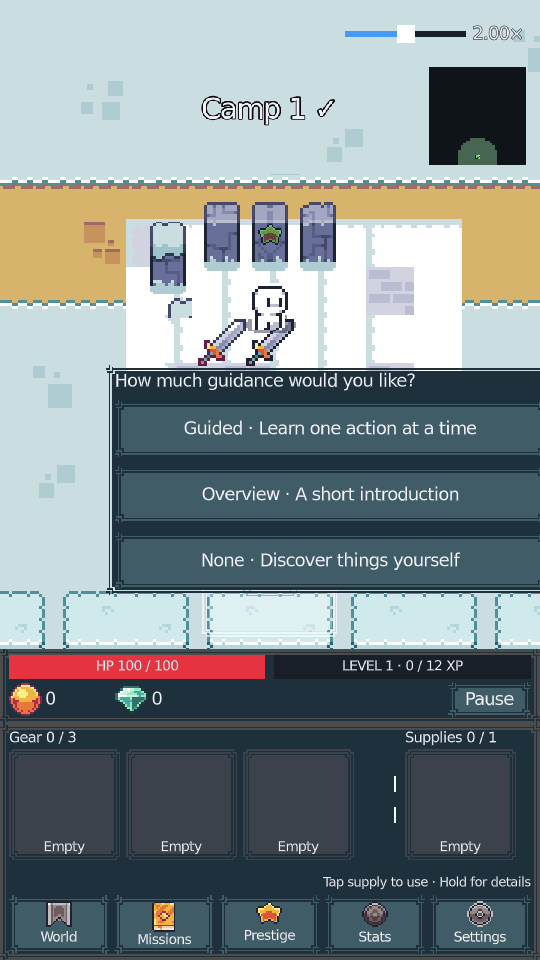 2.00×
Camp 1 ✓
How much guidance would you like?
Guided · Learn one action at a time
Overview · A short introduction
None · Discover things yourself
HP 100 / 100
LEVEL 1 · 0 / 12 XP
0
0
Pause
Gear 0 / 3
Supplies 0 / 1
Empty
Empty
Empty
Empty
Tap supply to use · Hold for details
World
Missions
Prestige
Stats
Settings